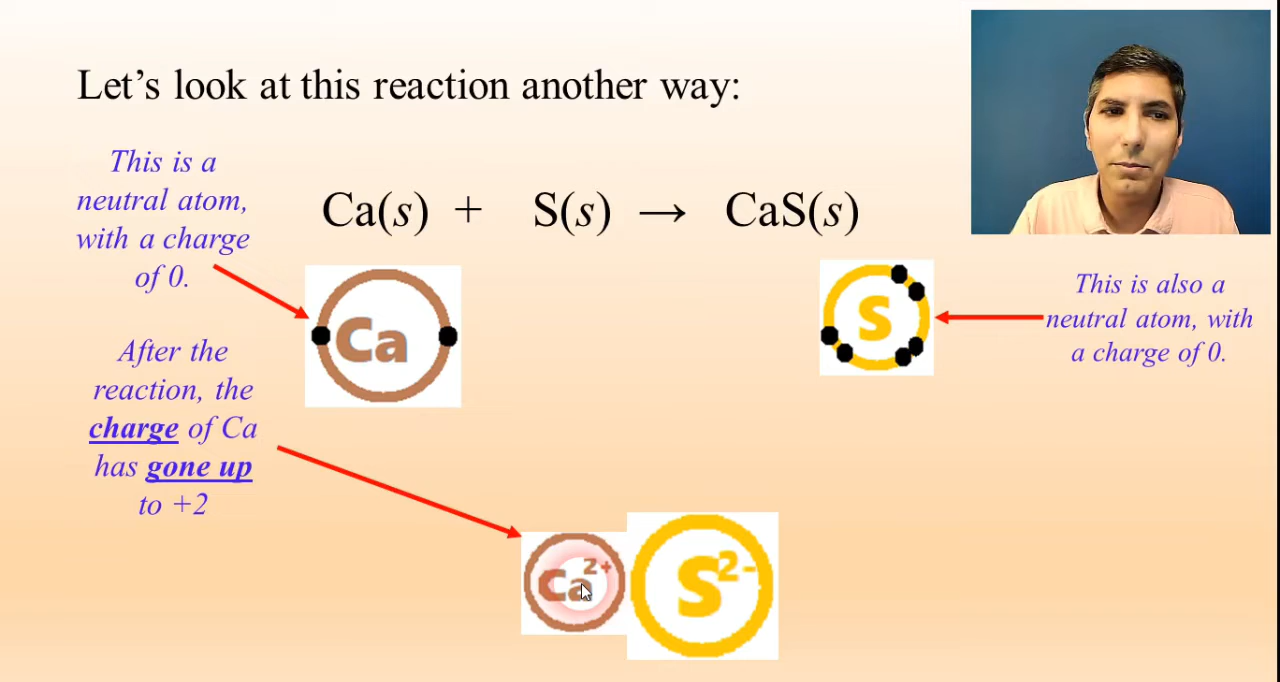 Let’s look at this reaction another way:
This is a
neutral atom,
with a charge
of 0.
Ca(s) + S(s) → CaS(s)
Ca
S
This is also a
neutral atom, with
a charge of 0.
After the
reaction, the
charge of Ca
has gone up
to +2
Ca2+
S2-